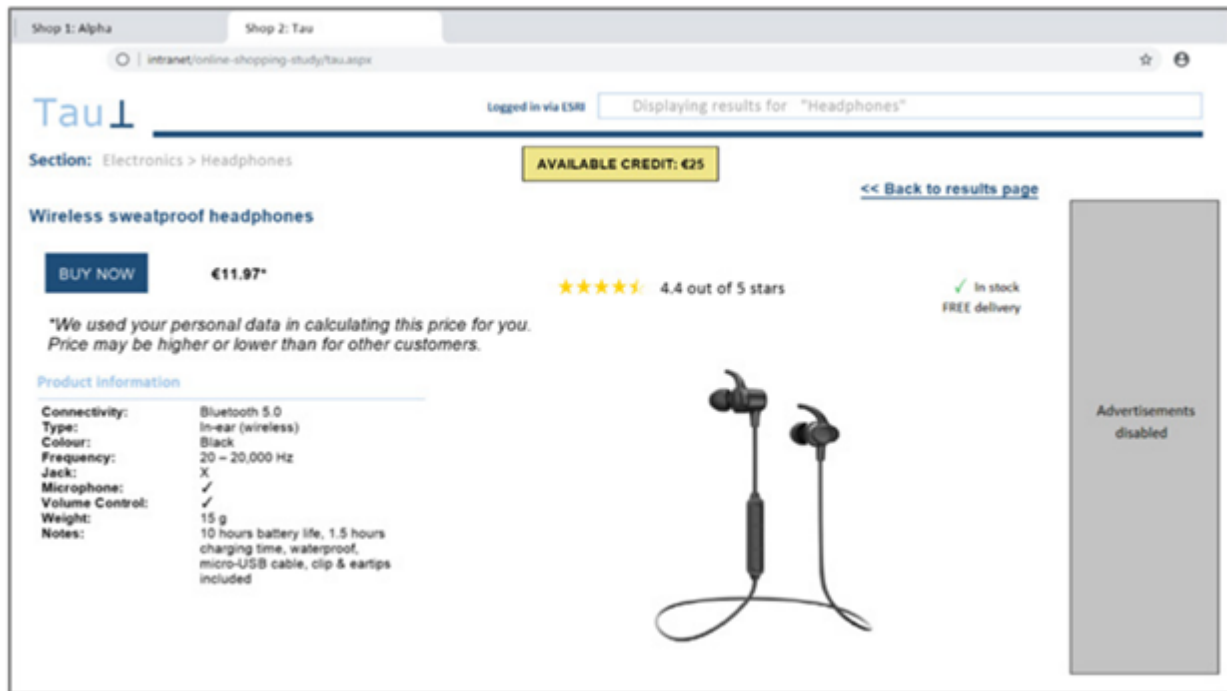 Shop 1: Alpha
Shop 2: Tau
intranet/online-shopping-study/tau.aspx
Tau
Logged in via ESRI
Displaying results for "Headphones"
Section: Electronics > Headphones
AVAILABLE CREDIT: €25
<< Back to results page
Wireless sweatproof headphones
BUY NOW
€11.97*
4.4 out of 5 stars
✓ In stock
FREE delivery
*We used your personal data in calculating this price for you.
Price may be higher or lower than for other customers.
Product information
Connectivity: Bluetooth 5.0
Type: In-ear (wireless)
Colour: Black
Frequency: 20 – 20,000 Hz
Jack: X
Microphone: ✓
Volume Control: ✓
Weight: 15 g
Notes: 10 hours battery life, 1.5 hours
charging time, waterproof,
micro-USB cable, clip & eartips
included
Advertisements
disabled